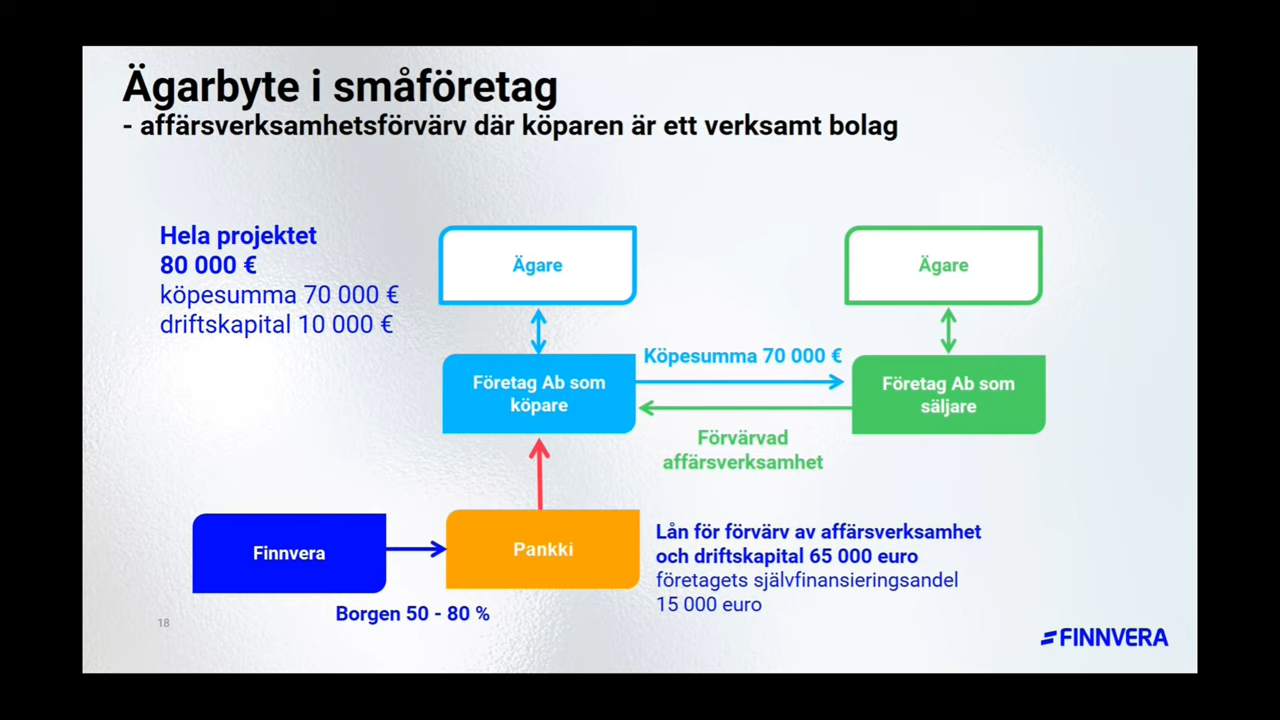 Ägarbyte i småföretag
- affärsverksamhetsförvärv där köparen är ett verksamt bolag
Hela projektet
80 000 €
köpesumma 70 000 €
driftskapital 10 000 €
Ägare
Ägare
Köpesumma 70 000 €
Företag Ab som
köpare
Företag Ab som
säljare
Förvärvad
affärsverksamhet
Finnvera
Pankki
Lån för förvärv av affärsverksamhet
och driftskapital 65 000 euro
företagets självfinansieringsandel
15 000 euro
Borgen 50 - 80 %
18
FINNVERA